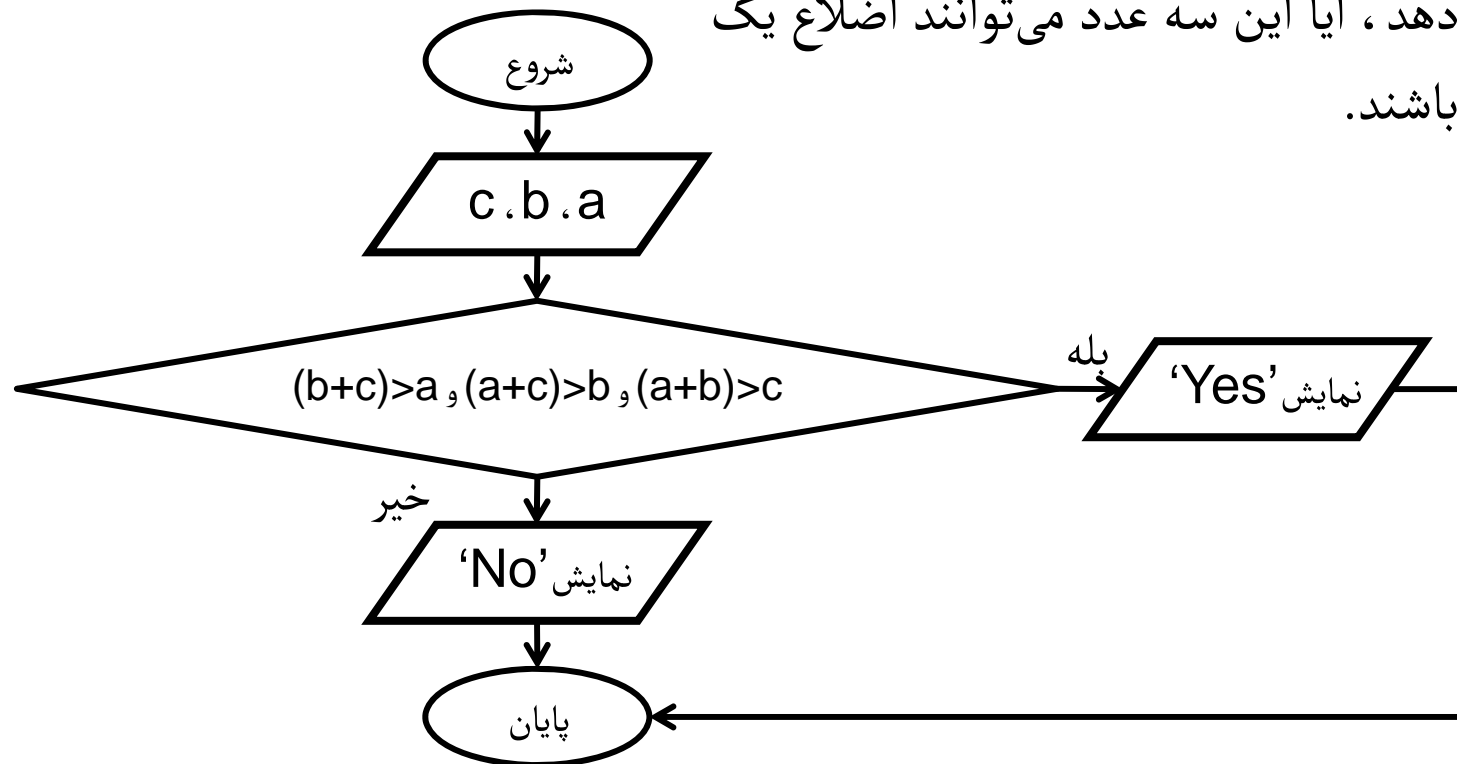 دهد ، آیا این سه عدد می‌توانند اضلاع یک
باشند.
شروع
a ،b ،c
(a+b)>c و (a+c)>b و (b+c)>a
بله
نمایش ‘Yes’
خیر
نمایش ‘No’
پایان